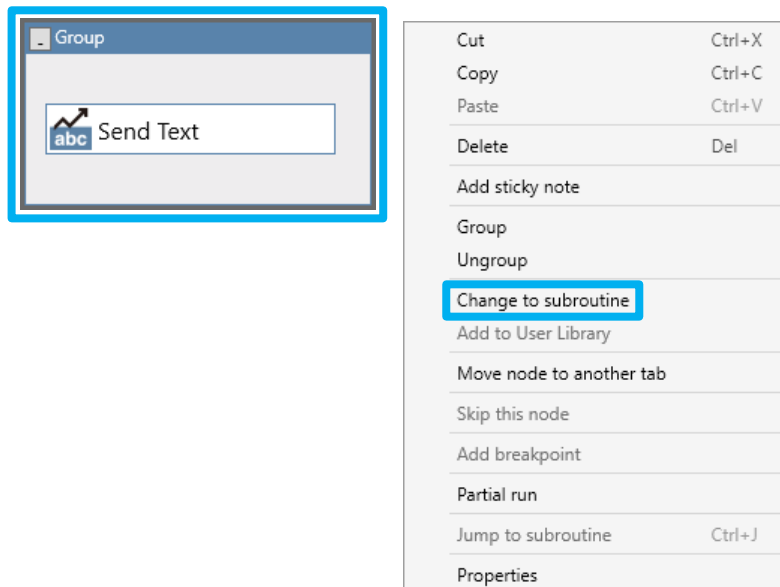 Group
abc Send Text
Cut Ctrl+X
Copy Ctrl+C
Paste Ctrl+V
Delete Del
Add sticky note
Group
Ungroup
Change to subroutine
Add to User Library
Move node to another tab
Skip this node
Add breakpoint
Partial run
Jump to subroutine Ctrl+J
Properties